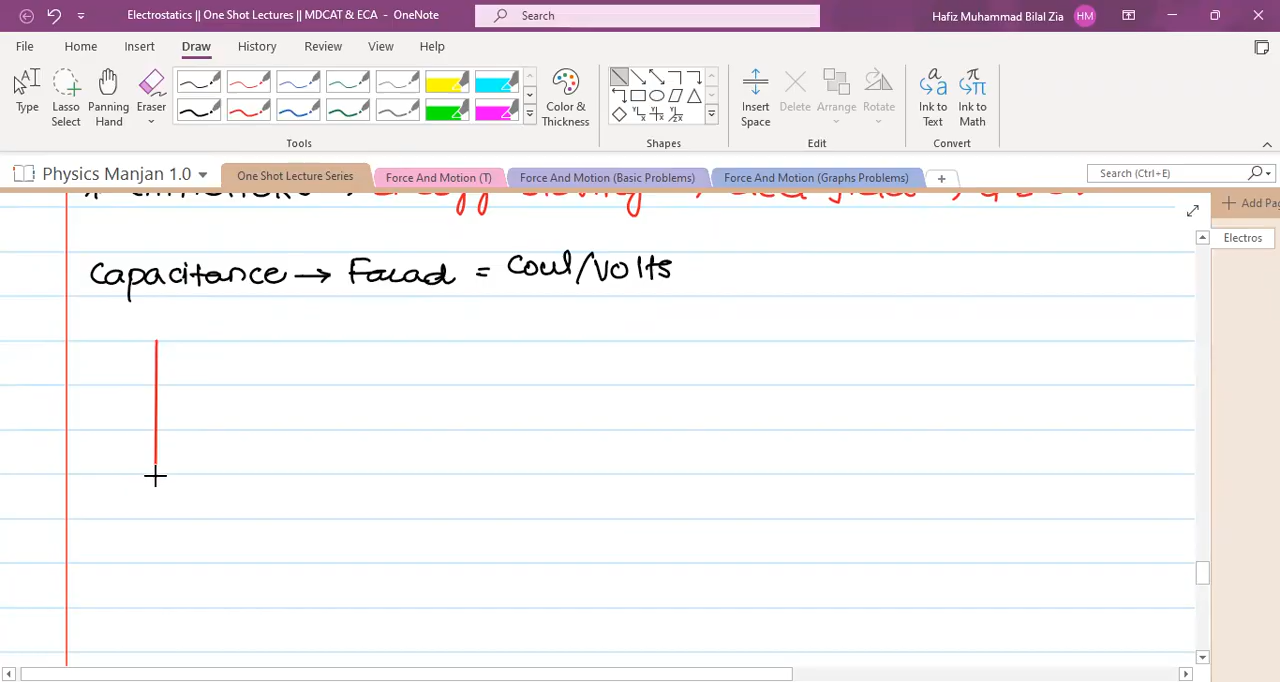 Electrostatics || One Shot Lectures || MDCAT & ECA - OneNote
Search
Hafiz Muhammad Bilal Zia HM
File Home Insert Draw History Review View Help
Type Lasso Select Panning Hand Eraser Color & Thickness Insert Space Delete Arrange Rotate Ink to Text Ink to Math
Tools Shapes Edit Convert
Physics Manjan 1.0 One Shot Lecture Series Force And Motion (T) Force And Motion (Basic Problems) Force And Motion (Graphs Problems) Search (Ctrl+E)
Add Pag
Electros
Capacitance → Farad = Coul/Volts